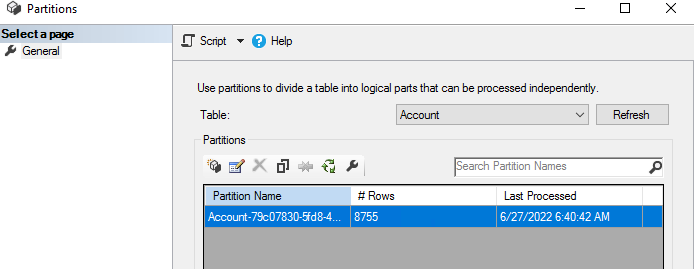 Partitions
Select a page
General
Script
Help
Use partitions to divide a table into logical parts that can be processed independently.
Table:
Account
Refresh
Partitions
Search Partition Names
Partition Name # Rows Last Processed
Account-79c07830-5fd8-4... 8755 6/27/2022 6:40:42 AM